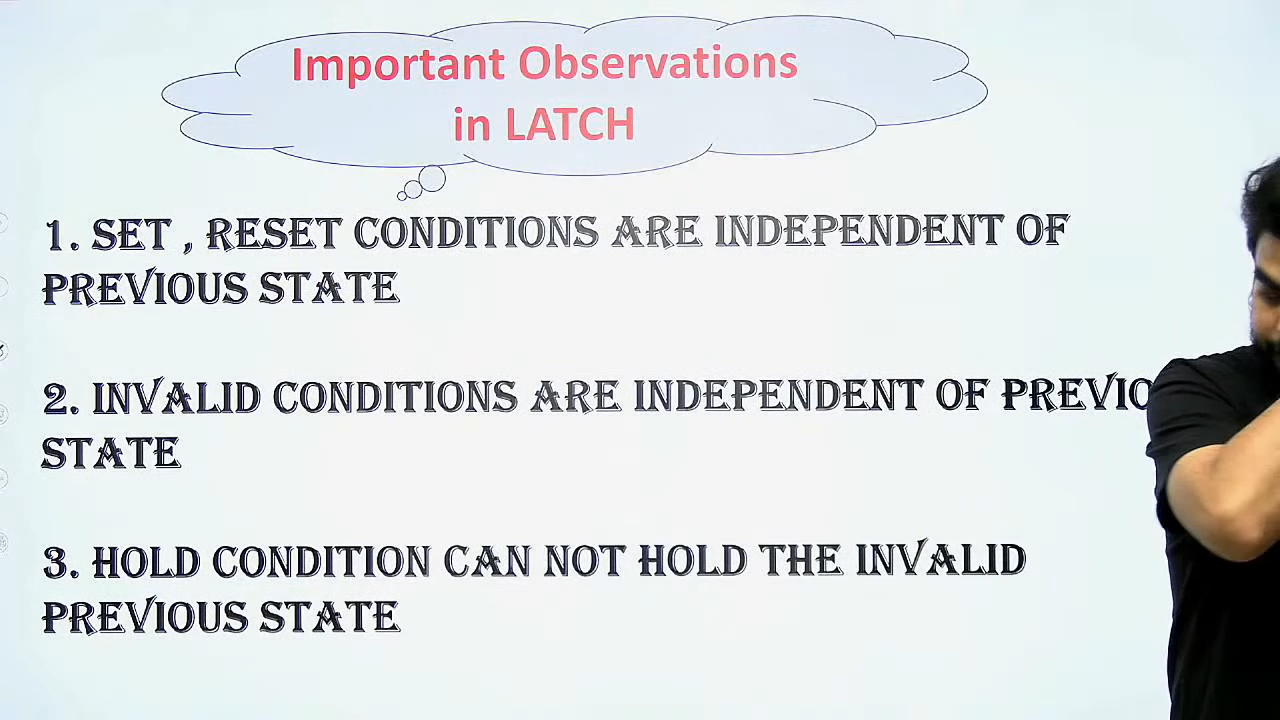 Important Observations
in LATCH
1. SET , RESET CONDITIONS ARE INDEPENDENT OF
PREVIOUS STATE
2. INVALID CONDITIONS ARE INDEPENDENT OF PREVIO
STATE
3. HOLD CONDITION CAN NOT HOLD THE INVALID
PREVIOUS STATE